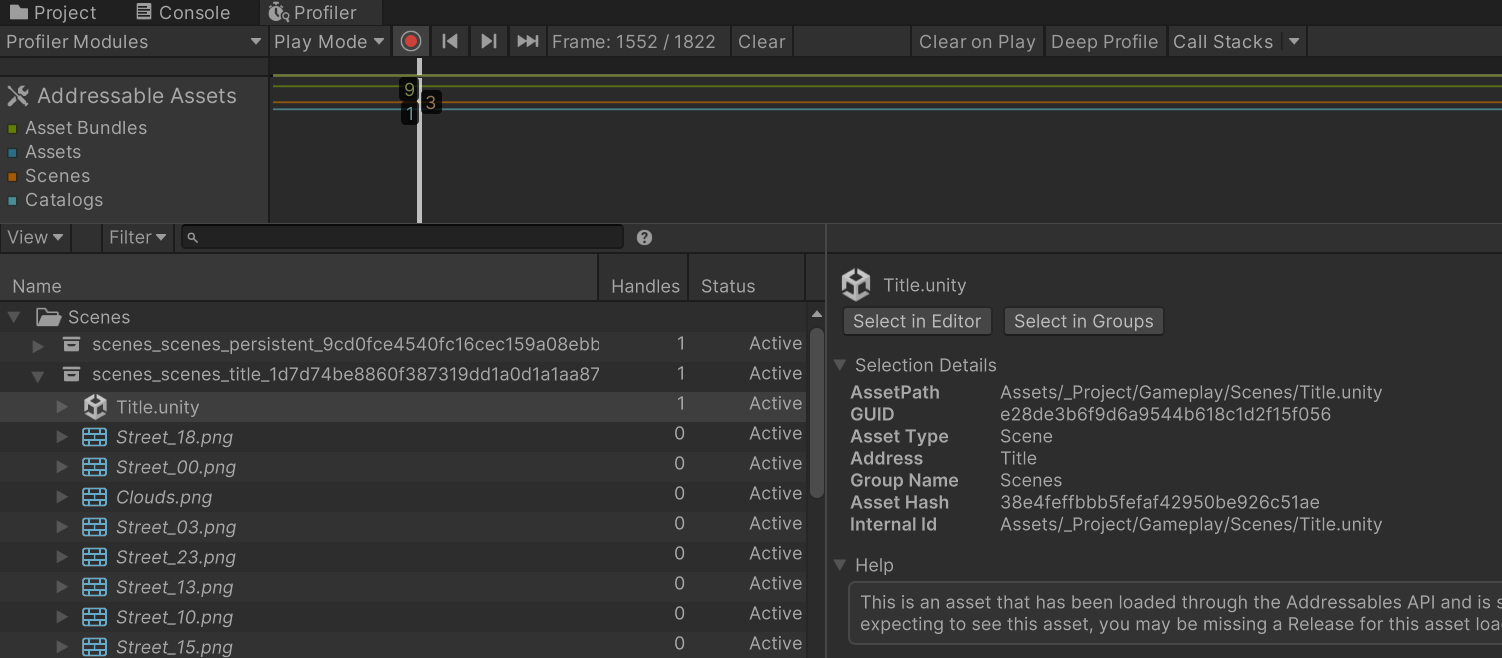 Project Console Profiler
Profiler Modules Play Mode Frame: 1552 / 1822 Clear Clear on Play Deep Profile Call Stacks
Addressable Assets
9
3
1
Asset Bundles
Assets
Scenes
Catalogs
View Filter ?
Name Handles Status
Scenes
scenes_scenes_persistent_9cd0fce4540fc16cec159a08ebb 1 Active
scenes_scenes_title_1d7d74be8860f387319dd1a0d1a1aa87 1 Active
Title.unity 1 Active
Street_18.png 0 Active
Street_00.png 0 Active
Clouds.png 0 Active
Street_03.png 0 Active
Street_23.png 0 Active
Street_13.png 0 Active
Street_10.png 0 Active
Street_15.png 0 Active
Title.unity
Select in Editor Select in Groups
Selection Details
AssetPath Assets/_Project/Gameplay/Scenes/Title.unity
GUID e28de3b6f9d6a9544b618c1d2f15f056
Asset Type Scene
Address Title
Group Name Scenes
Asset Hash 38e4feffbbb5fefaf42950be926c51ae
Internal Id Assets/_Project/Gameplay/Scenes/Title.unity
Help
This is an asset that has been loaded through the Addressables API and is s
expecting to see this asset, you may be missing a Release for this asset loa